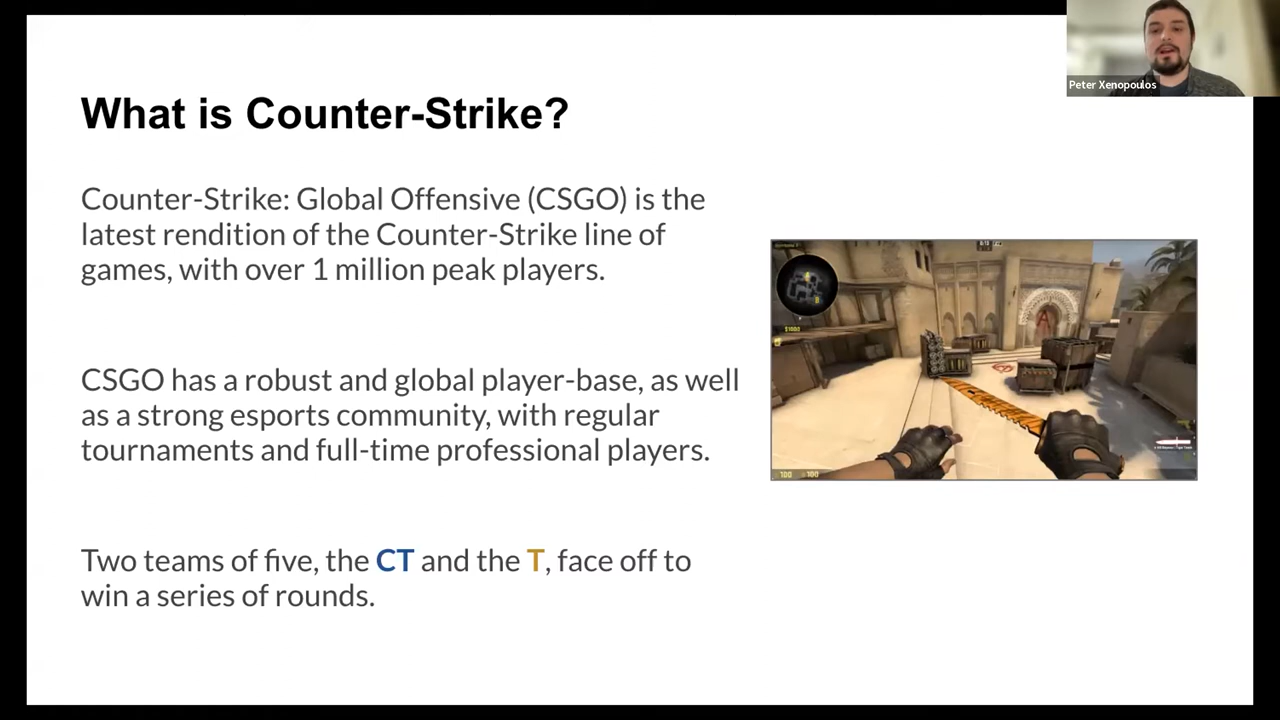 What is Counter-Strike?
Peter Xenopoulos
Counter-Strike: Global Offensive (CSGO) is the
latest rendition of the Counter-Strike line of
games, with over 1 million peak players.
CSGO has a robust and global player-base, as well
as a strong esports community, with regular
tournaments and full-time professional players.
Two teams of five, the CT and the T, face off to
win a series of rounds.
$1000
A
B
100
100